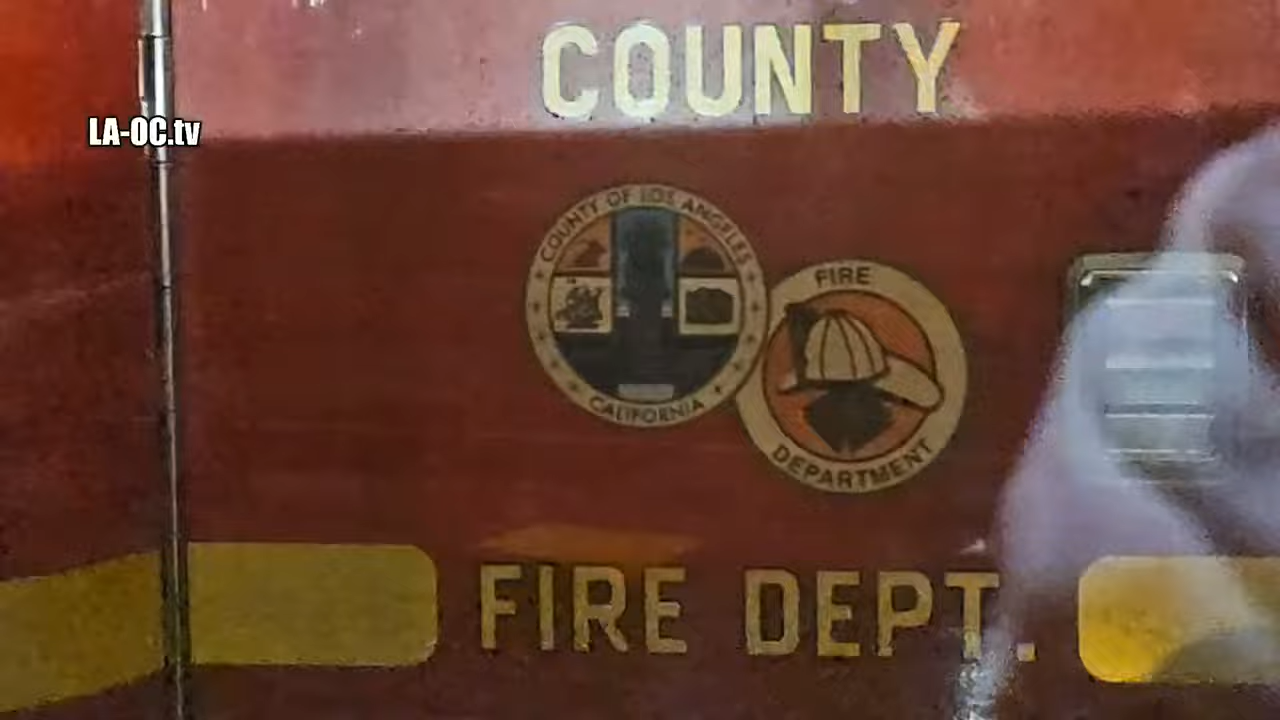 COUNTY
LA-OC.tv
COUNTY OF LOS ANGELES
CALIFORNIA
FIRE
DEPARTMENT
FIRE DEPT.